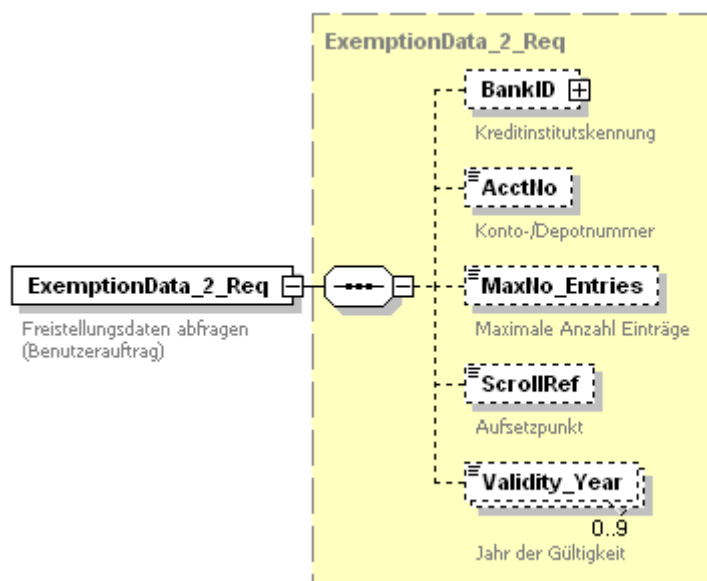 ExemptionData_2_Req
BankID
Kreditinstitutskennung
AcctNo
Konto-/Depotnummer
ExemptionData_2_Req
Freistellungsdaten abfragen
(Benutzerauftrag)
MaxNo_Entries
Maximale Anzahl Einträge
ScrollRef
Aufsetzpunkt
Validity_Year
0..9
Jahr der Gültigkeit